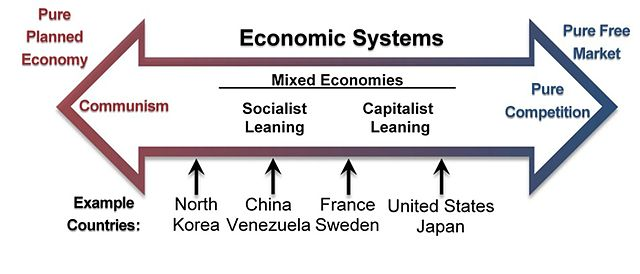 Pure
Planned
Economy
Economic Systems
Pure Free
Market
Mixed Economies
Communism
Socialist
Leaning
Capitalist
Leaning
Pure
Competition
Example
Countries:
North
Korea
China
Venezuela
France
Sweden
United States
Japan